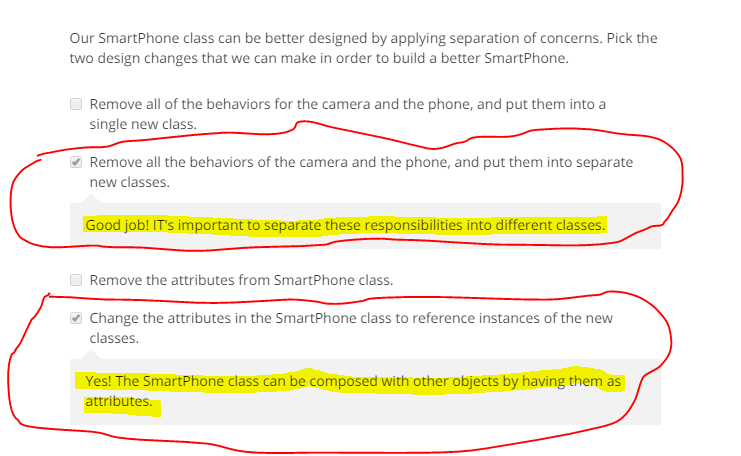 Our SmartPhone class can be better designed by applying separation of concerns. Pick the
two design changes that we can make in order to build a better SmartPhone.
Remove all of the behaviors for the camera and the phone, and put them into a
single new class.
Remove all the behaviors of the camera and the phone, and put them into separate
new classes.
Good job! IT's important to separate these responsibilities into different classes.
Remove the attributes from SmartPhone class.
Change the attributes in the SmartPhone class to reference instances of the new
classes.
Yes! The SmartPhone class can be composed with other objects by having them as
attributes.